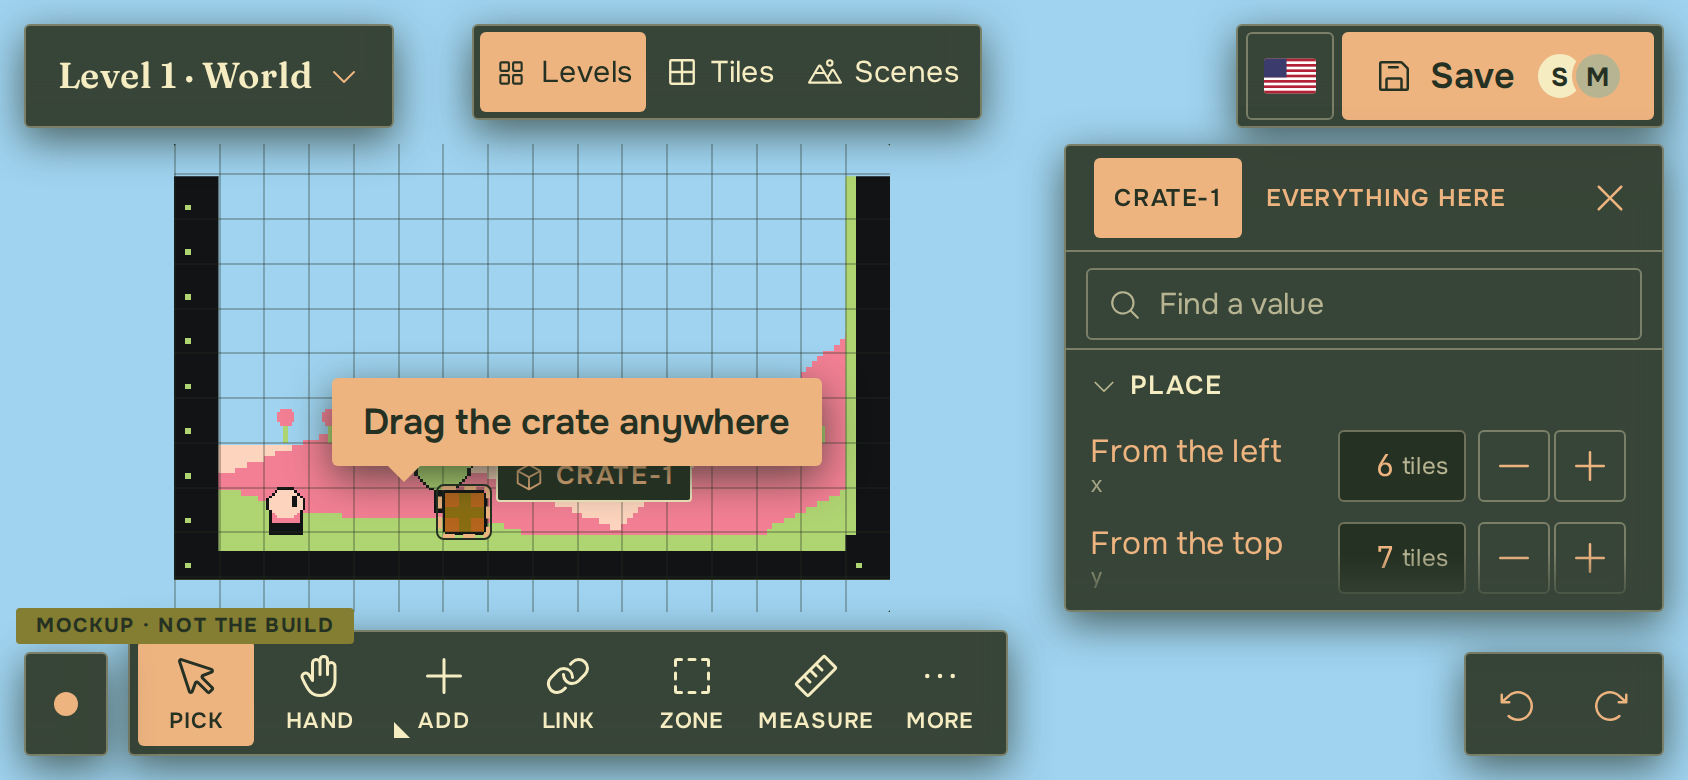 Level 1 · World
Levels
Tiles
Scenes
Save
S
M
CRATE-1
EVERYTHING HERE
Find a value
PLACE
From the left
x
6 tiles
From the top
y
7 tiles
Drag the crate anywhere
CRATE-1
MOCKUP · NOT THE BUILD
PICK
HAND
ADD
LINK
ZONE
MEASURE
MORE